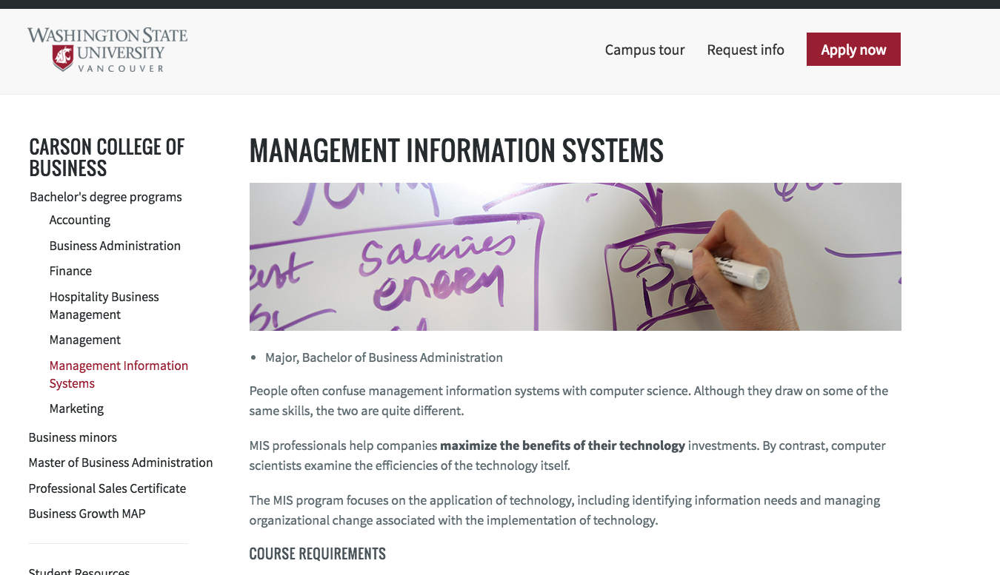 WASHINGTON STATE
UNIVERSITY
VANCOUVER
Campus tour
Request info
Apply now
CARSON COLLEGE OF
BUSINESS
Bachelor's degree programs
Accounting
Business Administration
Finance
Hospitality Business
Management
Management
Management Information
Systems
Marketing
Business minors
Master of Business Administration
Professional Sales Certificate
Business Growth MAP
Student Resources
MANAGEMENT INFORMATION SYSTEMS
Salaries
energy
• Major, Bachelor of Business Administration
People often confuse management information systems with computer science. Although they draw on some of the
same skills, the two are quite different.
MIS professionals help companies maximize the benefits of their technology investments. By contrast, computer
scientists examine the efficiencies of the technology itself.
The MIS program focuses on the application of technology, including identifying information needs and managing
organizational change associated with the implementation of technology.
COURSE REQUIREMENTS